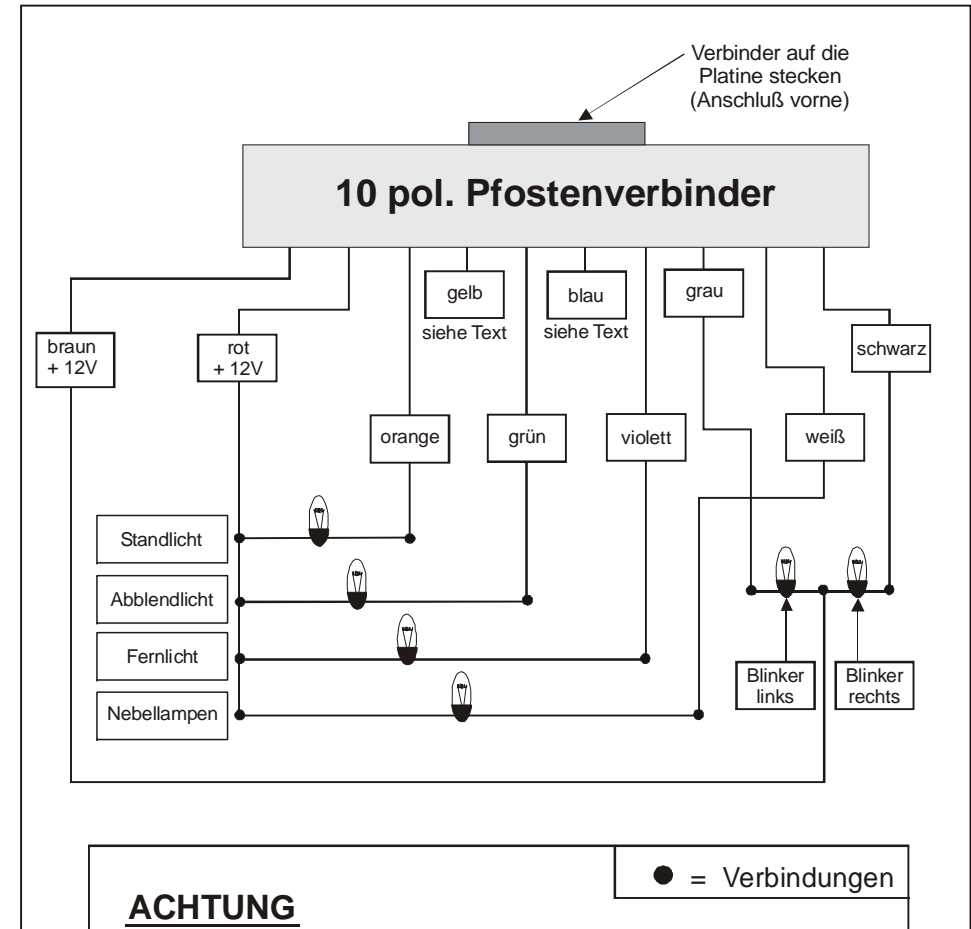 Verbinder auf die
Platine stecken
(Anschluß vorne)
10 pol. Pfostenverbinder
gelb
siehe Text
blau
siehe Text
grau
braun
+ 12V
rot
+ 12V
schwarz
orange
grün
violett
weiß
Standlicht
Abblendlicht
Fernlicht
Nebellampen
Blinker
links
Blinker
rechts
= Verbindungen
ACHTUNG